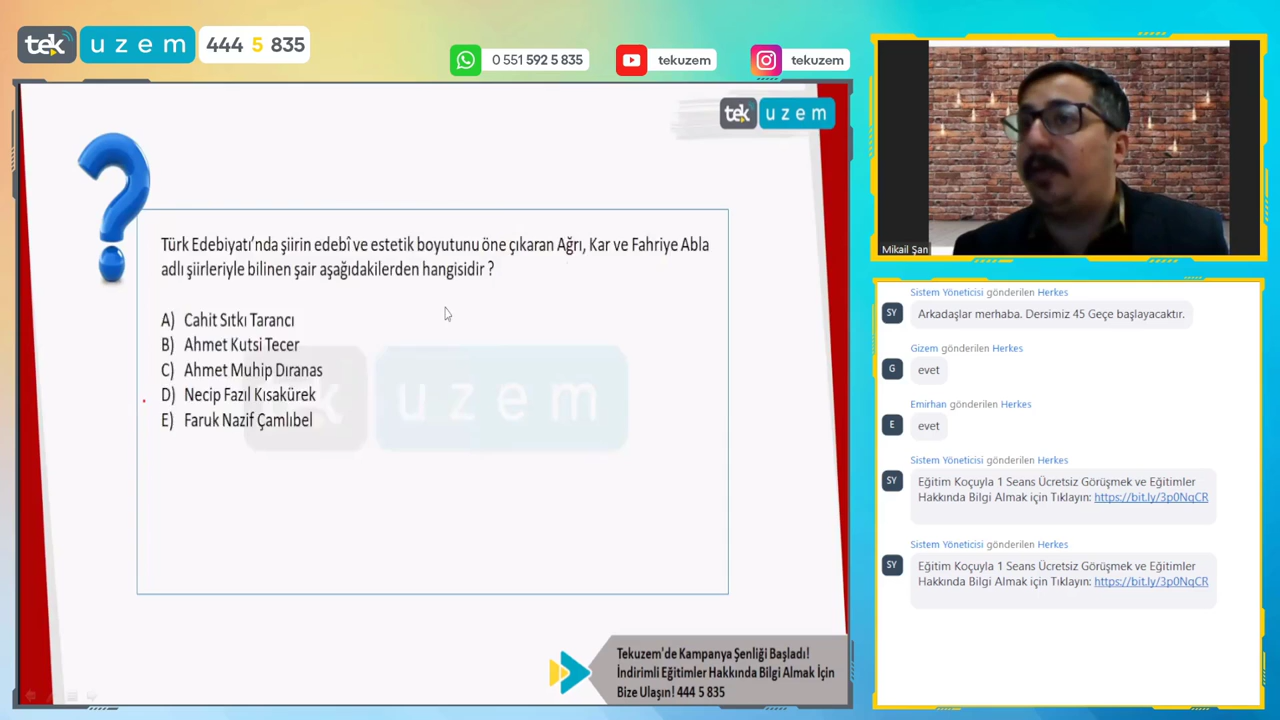 tek uzem 444 5 835
0 551 592 5 835
tekuzem
tekuzem
tek uzem
Türk Edebiyatı'nda şiirin edebî ve estetik boyutunu öne çıkaran Ağrı, Kar ve Fahriye Abla
adlı şiirleriyle bilinen şair aşağıdakilerden hangisidir ?
A) Cahit Sıtkı Tarancı
B) Ahmet Kutsi Tecer
C) Ahmet Muhip Dıranas
D) Necip Fazıl Kısakürek
E) Faruk Nazif Çamlıbel
k uzem
Tekuzem'de Kampanya Şenliği Başladı!
İndirimli Eğitimler Hakkında Bilgi Almak İçin
Bize Ulaşın! 444 5 835
Mikail Şan
Sistem Yöneticisi gönderilen Herkes
SY Arkadaşlar merhaba. Dersimiz 45 Geçe başlayacaktır.
Gizem gönderilen Herkes
G evet
Emirhan gönderilen Herkes
E evet
Sistem Yöneticisi gönderilen Herkes
SY Eğitim Koçuyla 1 Seans Ücretsiz Görüşmek ve Eğitimler
Hakkında Bilgi Almak için Tıklayın: https://bit.ly/3p0NqCR
Sistem Yöneticisi gönderilen Herkes
SY Eğitim Koçuyla 1 Seans Ücretsiz Görüşmek ve Eğitimler
Hakkında Bilgi Almak için Tıklayın: https://bit.ly/3p0NqCR